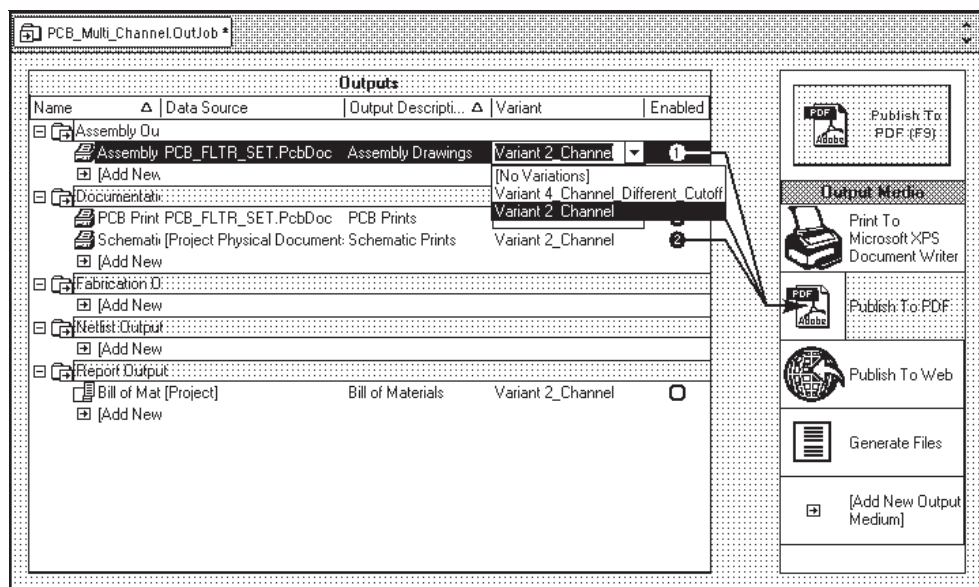 PCB_Multi_Channel.OutJob *
Outputs
Name Data Source Output Descripti... Variant Enabled
Assembly Ou
Assembly PCB_FLTR_SET.PcbDoc Assembly Drawings Variant 2_Channel 1
[Add New
[No Variations]
Variant 4_Channel_Different_Cutoff
Variant 2_Channel
Documentati
PCB Print PCB_FLTR_SET.PcbDoc PCB Prints
Schemati [Project Physical Document: Schematic Prints Variant 2_Channel 2
[Add New
Fabrication O
[Add New
Netlist Output
[Add New
Report Output
Bill of Mat [Project] Bill of Materials Variant 2_Channel
[Add New
PDF
Adobe
Publish To
PDF (F9)
Output Media
Print To
Microsoft XPS
Document Writer
PDF
Adobe
Publish To PDF
Publish To Web
Generate Files
[Add New Output
Medium]